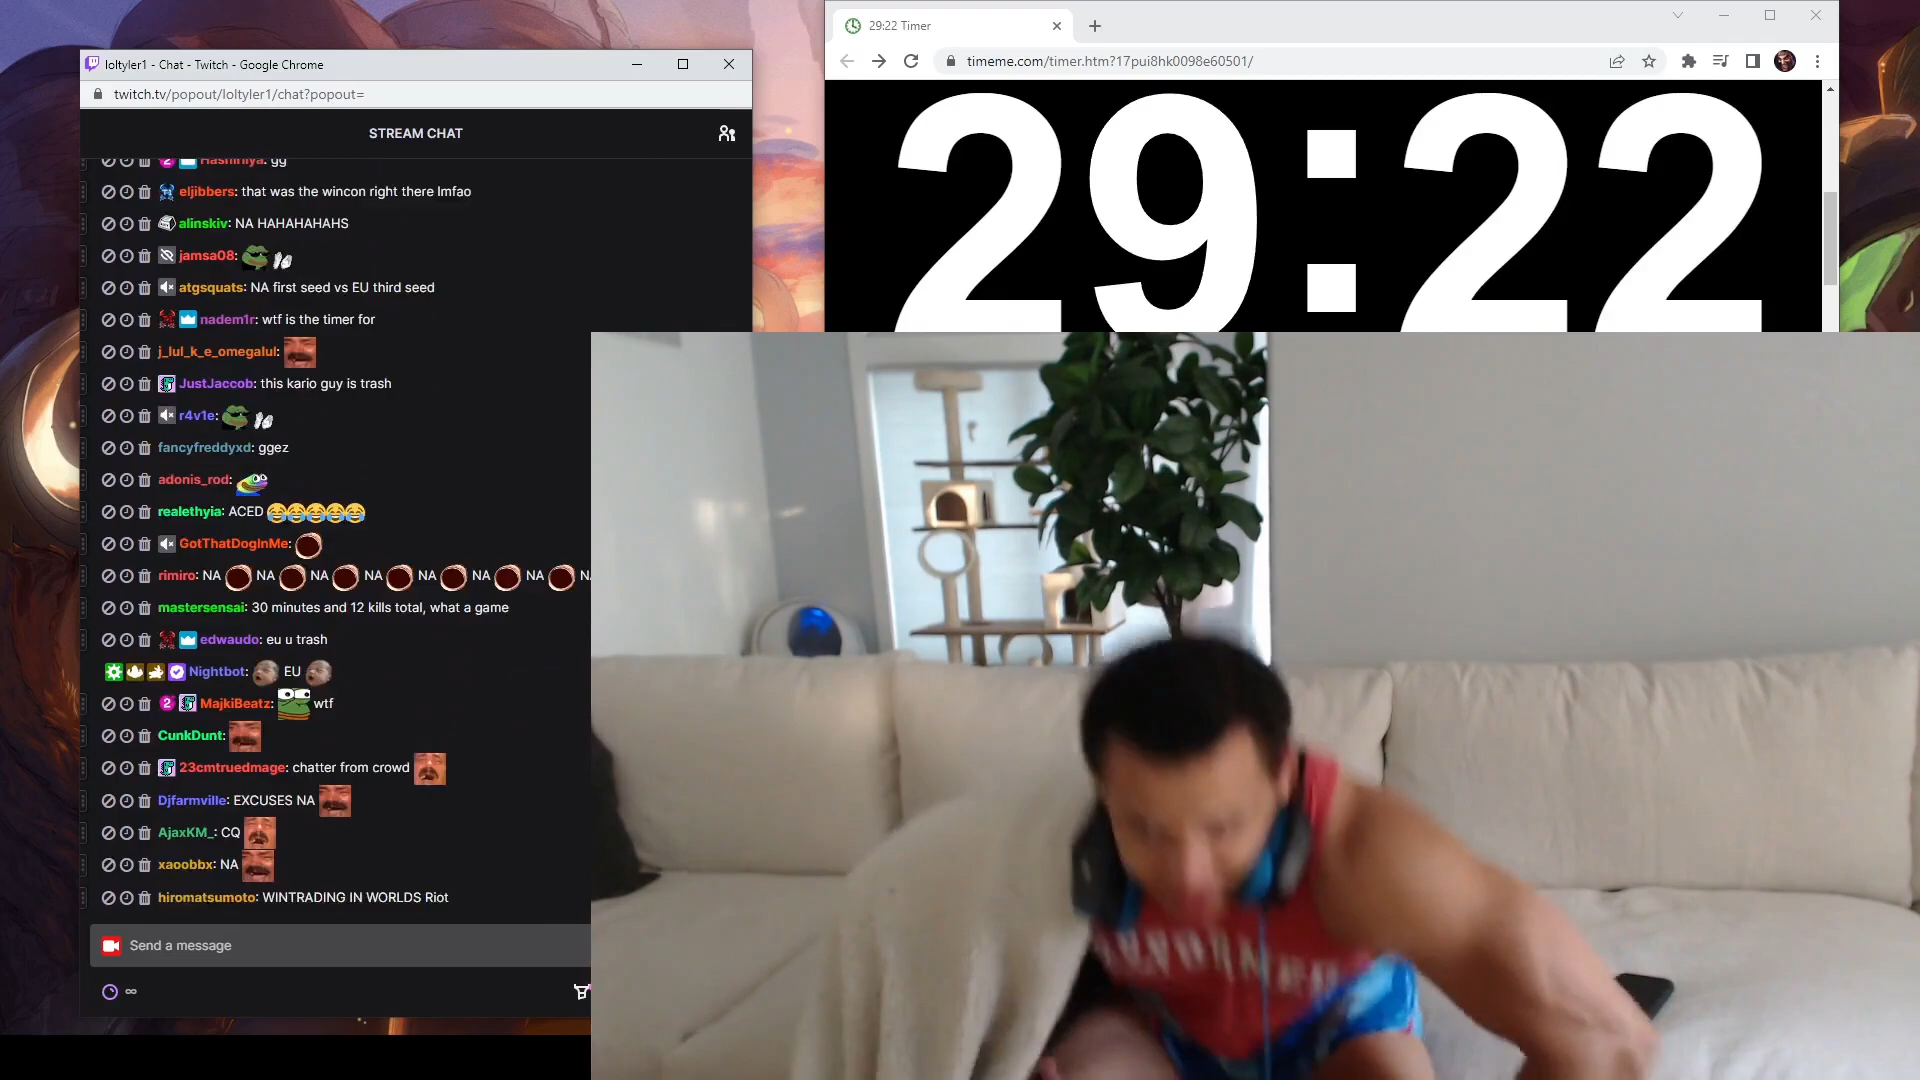 loltyler1 - Chat - Twitch - Google Chrome
twitch.tv/popout/loltyler1/chat?popout=
STREAM CHAT
Hashiriya: gg
eljibbers: that was the wincon right there lmfao
alinskiv: NA HAHAHAHAHS
jamsa08:
atgsquats: NA first seed vs EU third seed
nadem1r: wtf is the timer for
j_lul_k_e_omegalul:
JustJaccob: this kario guy is trash
r4v1e:
fancyfreddyxd: ggez
adonis_rod:
realethyia: ACED 😂😂😂😂😂
GotThatDogInMe:
rimiro: NA NA NA NA NA NA NA
mastersensai: 30 minutes and 12 kills total, what a game
edwaudo: eu u trash
Nightbot: EU
2 MajkiBeatz: wtf
CunkDunt:
23cmtruedmage: chatter from crowd
Djfarmville: EXCUSES NA
AjaxKM_: CQ
xaoobbx: NA
hiromatsumoto: WINTRADING IN WORLDS Riot
Send a message
∞
29:22 Timer
timeme.com/timer.htm?17pui8hk0098e60501/
29:22